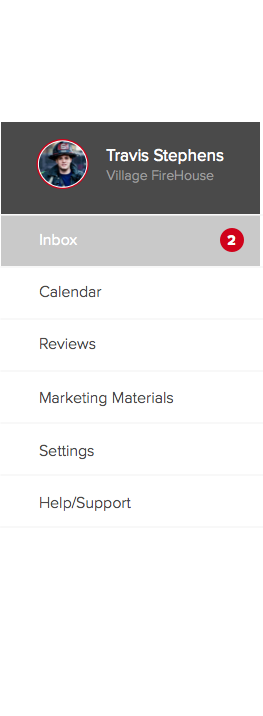 Travis Stephens
Village FireHouse
Inbox 2
Calendar
Reviews
Marketing Materials
Settings
Help/Support